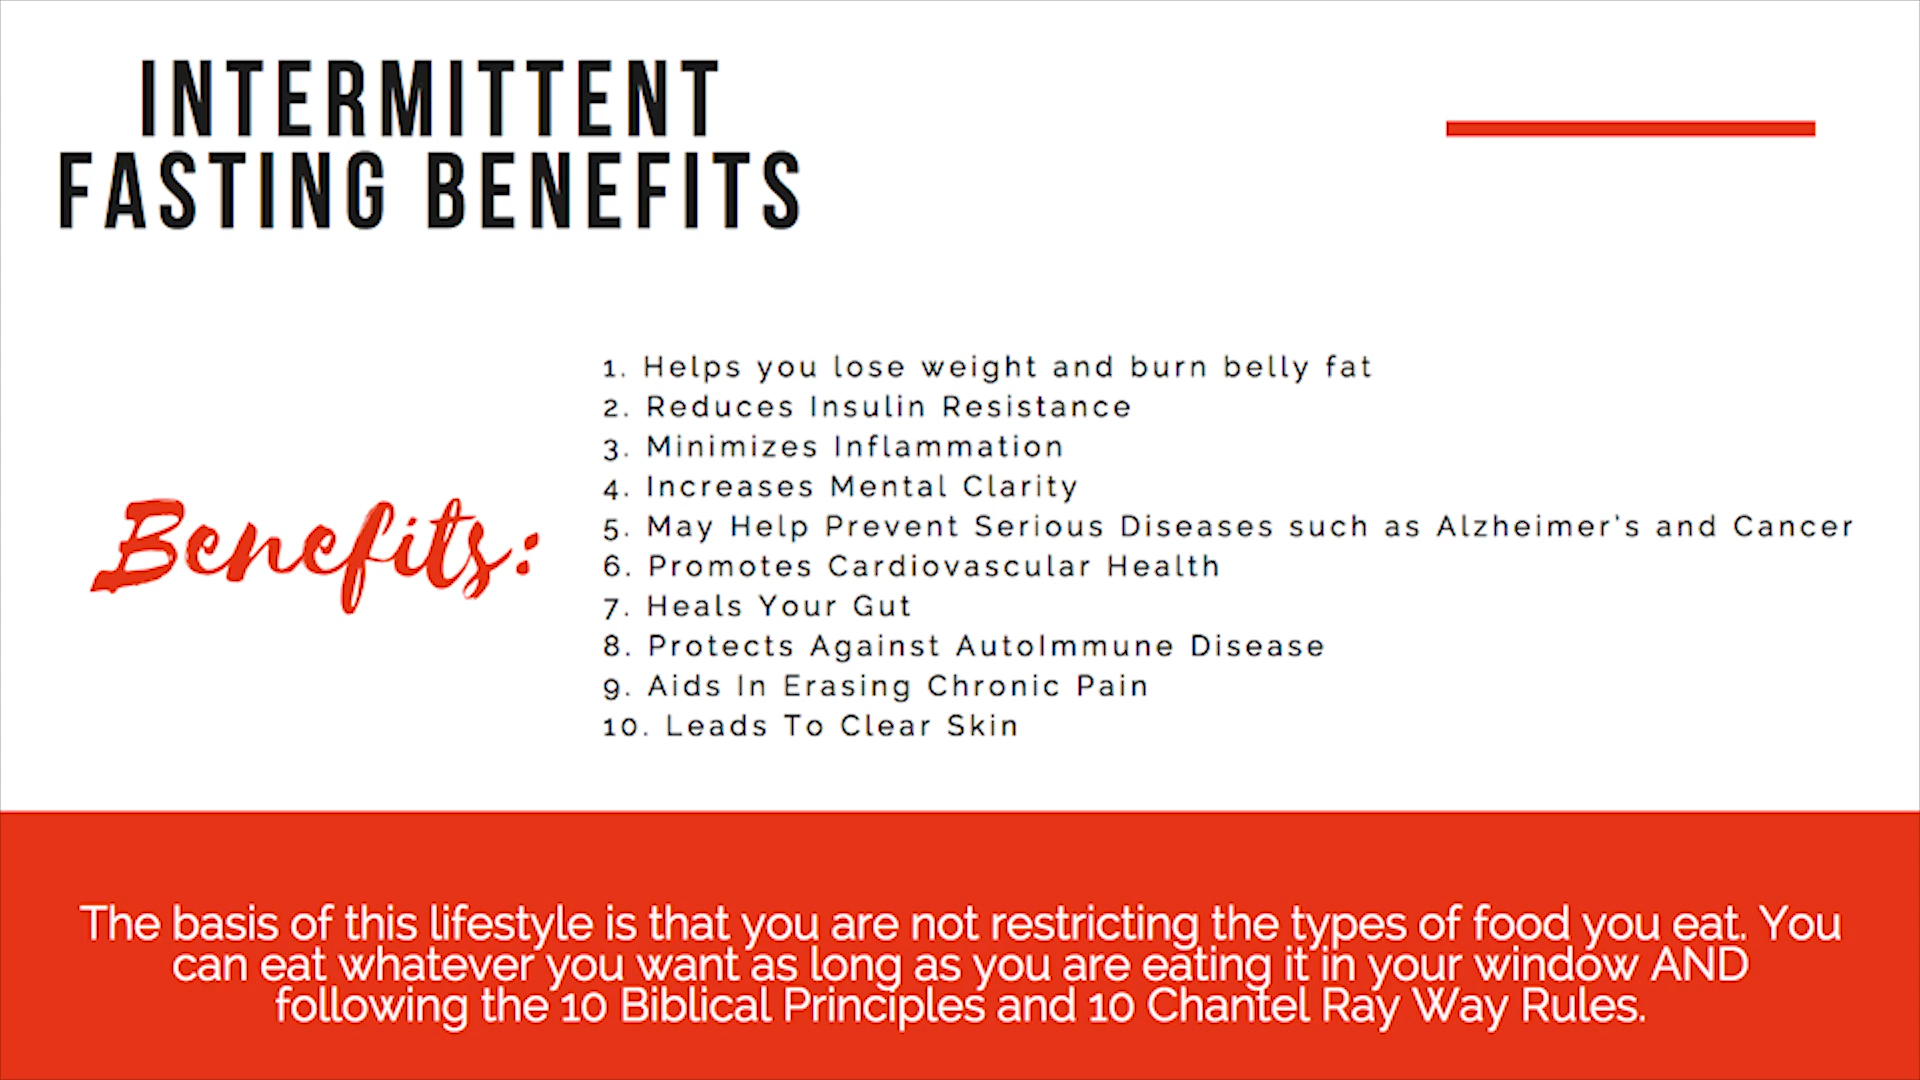 INTERMITTENT
FASTING BENEFITS
Benefits:
1. Helps you lose weight and burn belly fat
2. Reduces Insulin Resistance
3. Minimizes Inflammation
4. Increases Mental Clarity
5. May Help Prevent Serious Diseases such as Alzheimer's and Cancer
6. Promotes Cardiovascular Health
7. Heals Your Gut
8. Protects Against AutoImmune Disease
9. Aids In Erasing Chronic Pain
10. Leads To Clear Skin
The basis of this lifestyle is that you are not restricting the types of food you eat. You
can eat whatever you want as long as you are eating it in your window AND
following the 10 Biblical Principles and 10 Chantel Ray Way Rules.